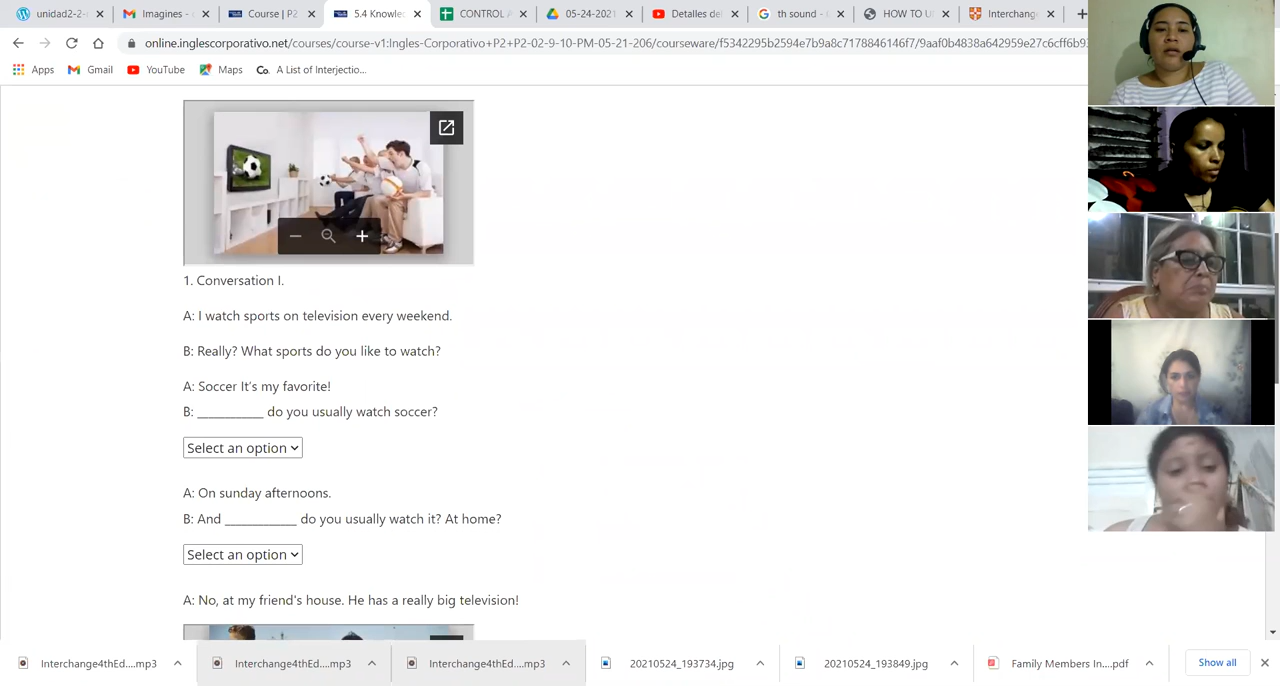 unidad2-2-
Imagines -
Course | P2
5.4 Knowle
CONTROL A
05-24-2021
Detalles de
th sound -
HOW TO U
Interchang
online.inglescorporativo.net/courses/course-v1:Ingles-Corporativo+P2+P2-02-9-10-PM-05-21-206/courseware/f5342295b2594e7b9a8c7178846146f7/9aaf0b4838a642959e27c6cff6b9
Apps
Gmail
YouTube
Maps
Co.
A List of Interjectio...
1. Conversation I.
A: I watch sports on television every weekend.
B: Really? What sports do you like to watch?
A: Soccer It's my favorite!
B: ___________ do you usually watch soccer?
Select an option
A: On sunday afternoons.
B: And ____________ do you usually watch it? At home?
Select an option
A: No, at my friend's house. He has a really big television!
Interchange4thEd....mp3
Interchange4thEd....mp3
Interchange4thEd....mp3
20210524_193734.jpg
20210524_193849.jpg
Family Members In....pdf
Show all